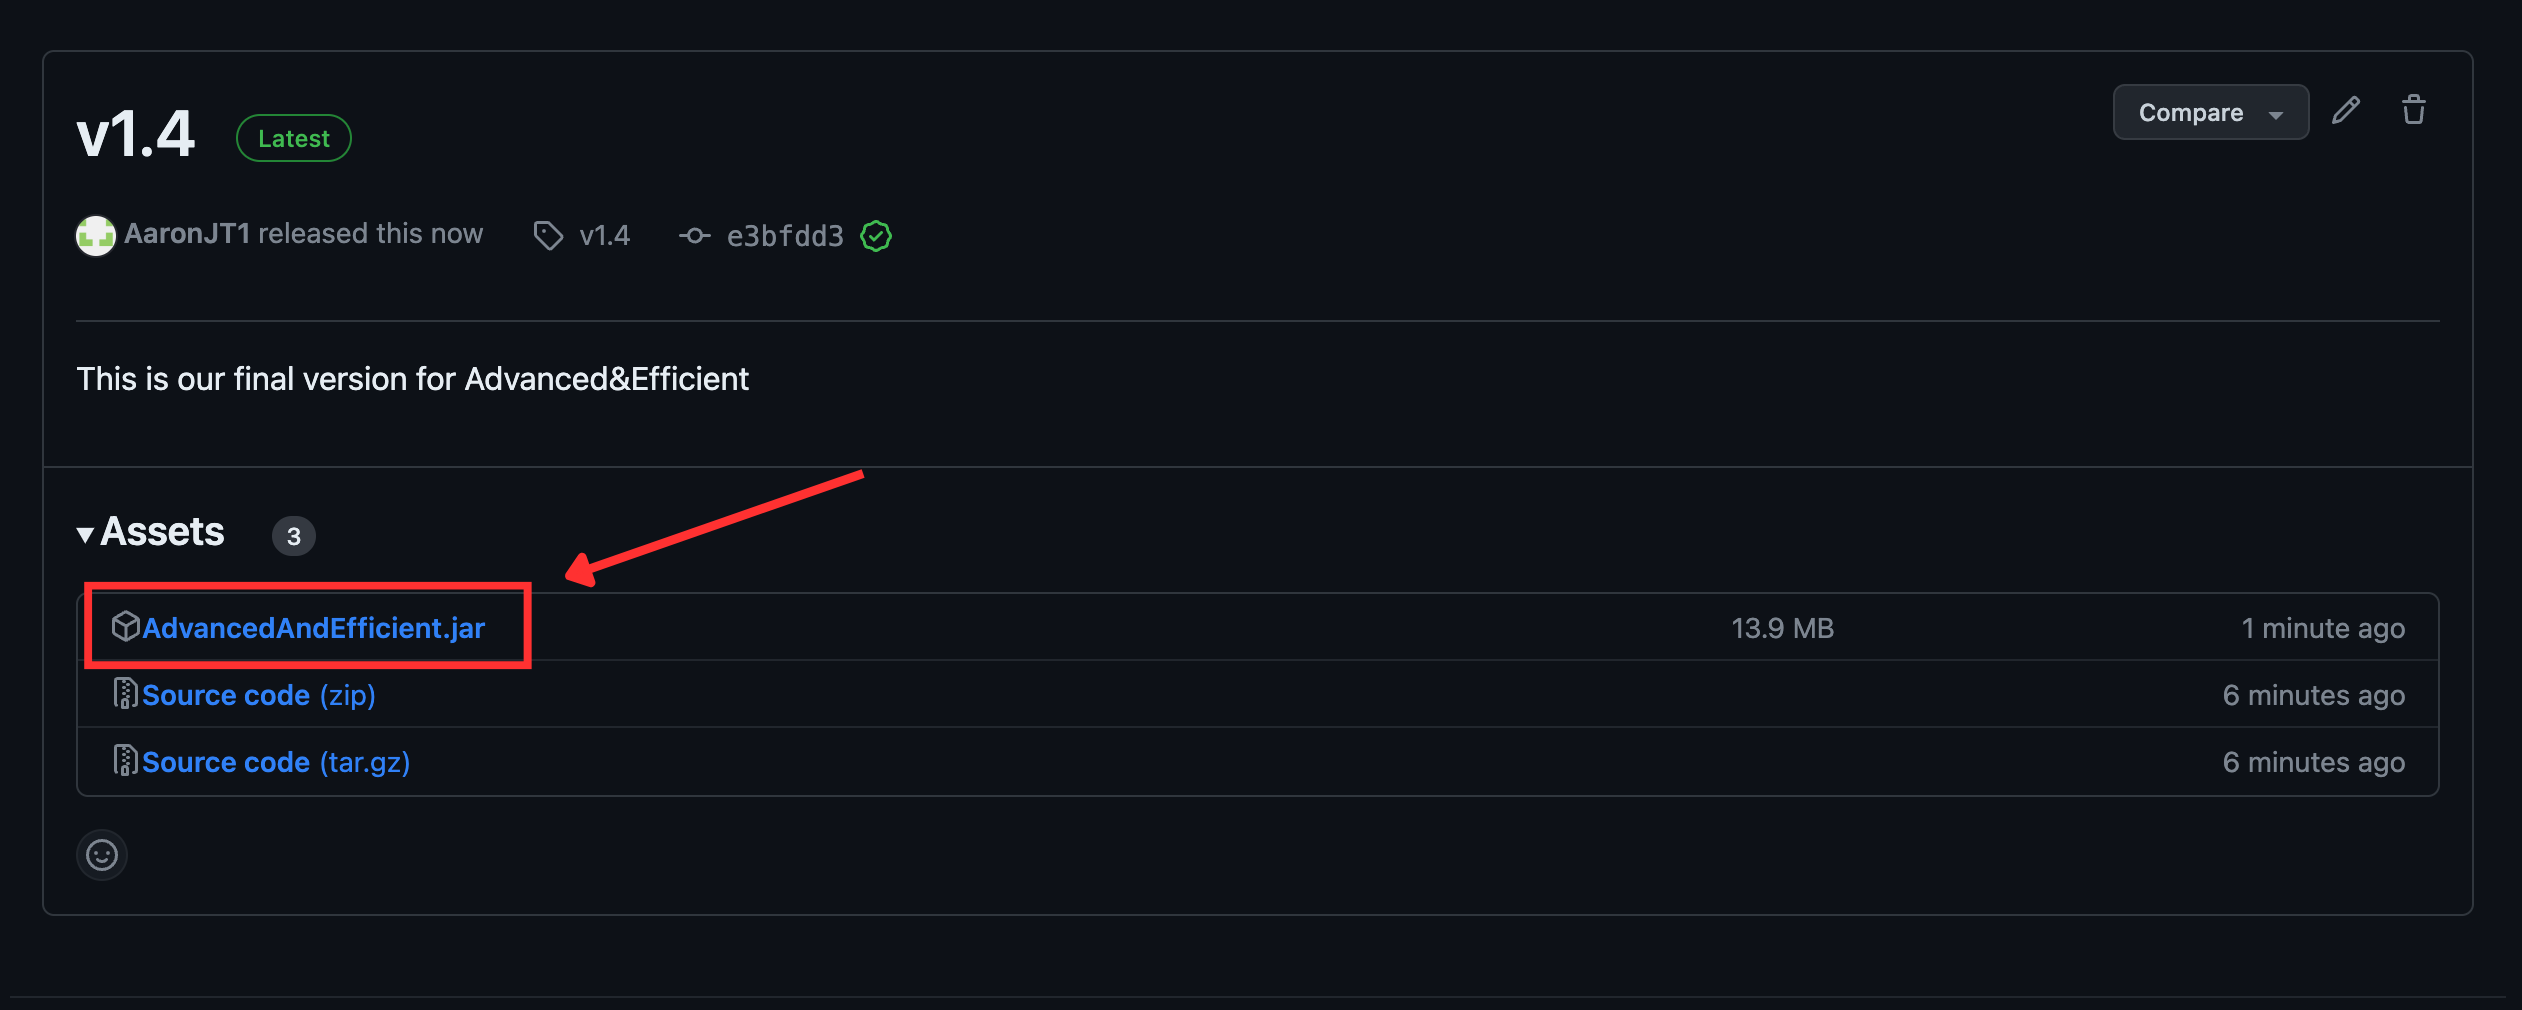 v1.4 Latest Compare
AaronJT1 released this now v1.4 e3bfdd3
This is our final version for Advanced&Efficient
Assets 3
AdvancedAndEfficient.jar 13.9 MB 1 minute ago
Source code (zip) 6 minutes ago
Source code (tar.gz) 6 minutes ago